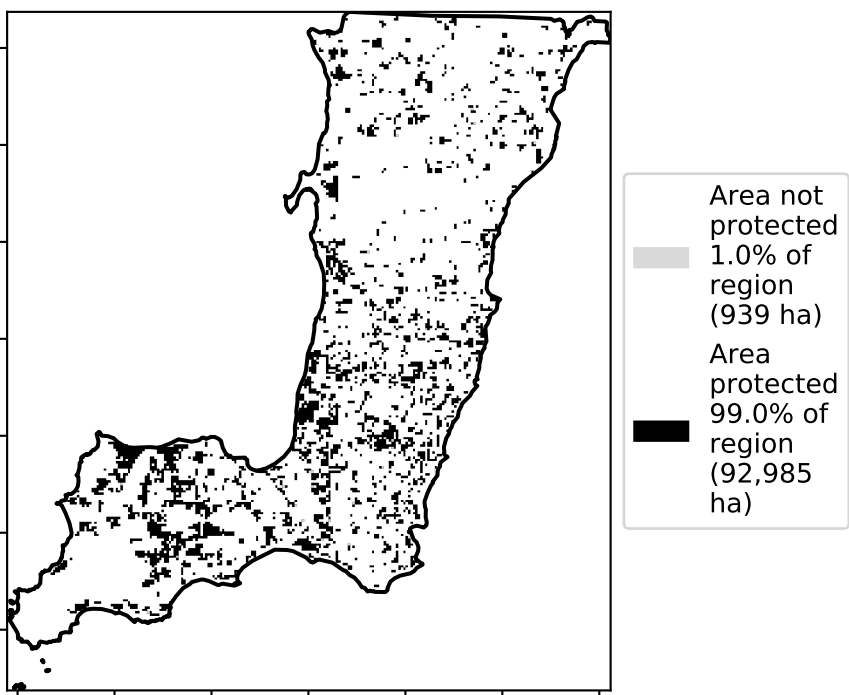 Area not
protected
1.0% of
region
(939 ha)
Area
protected
99.0% of
region
(92,985
ha)